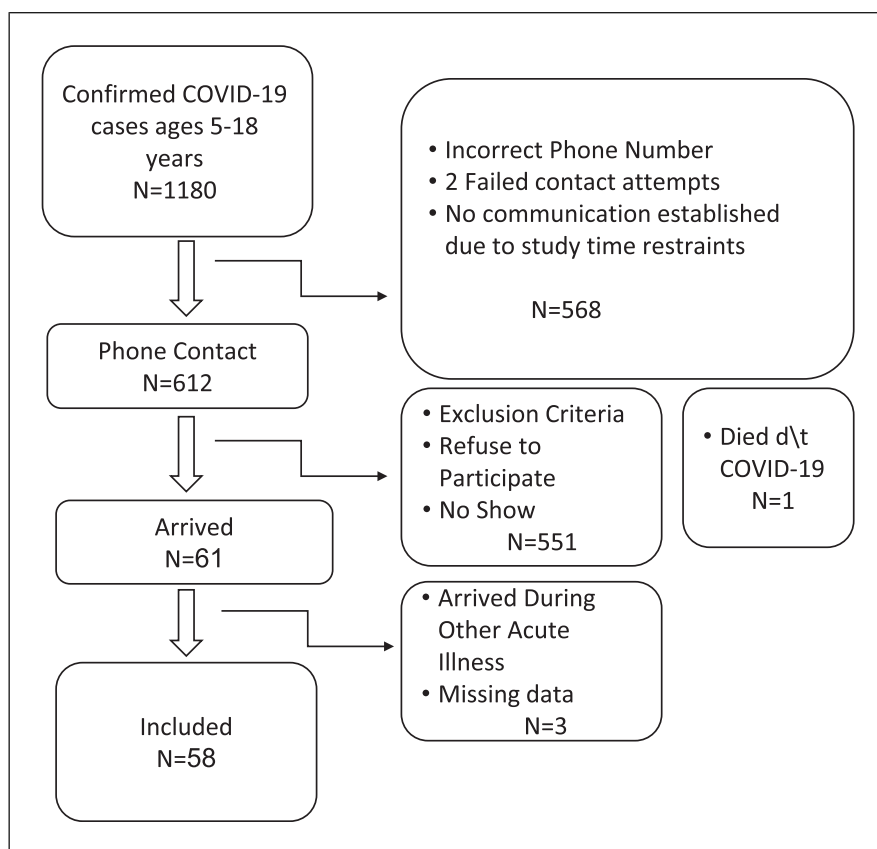 Confirmed COVID-19
cases ages 5-18
years
N=1180
• Incorrect Phone Number
• 2 Failed contact attempts
• No communication established
due to study time restraints
N=568
Phone Contact
N=612
• Exclusion Criteria
• Refuse to
Participate
• No Show
N=551
• Died d\t
COVID-19
N=1
Arrived
N=61
• Arrived During
Other Acute
Illness
• Missing data
N=3
Included
N=58